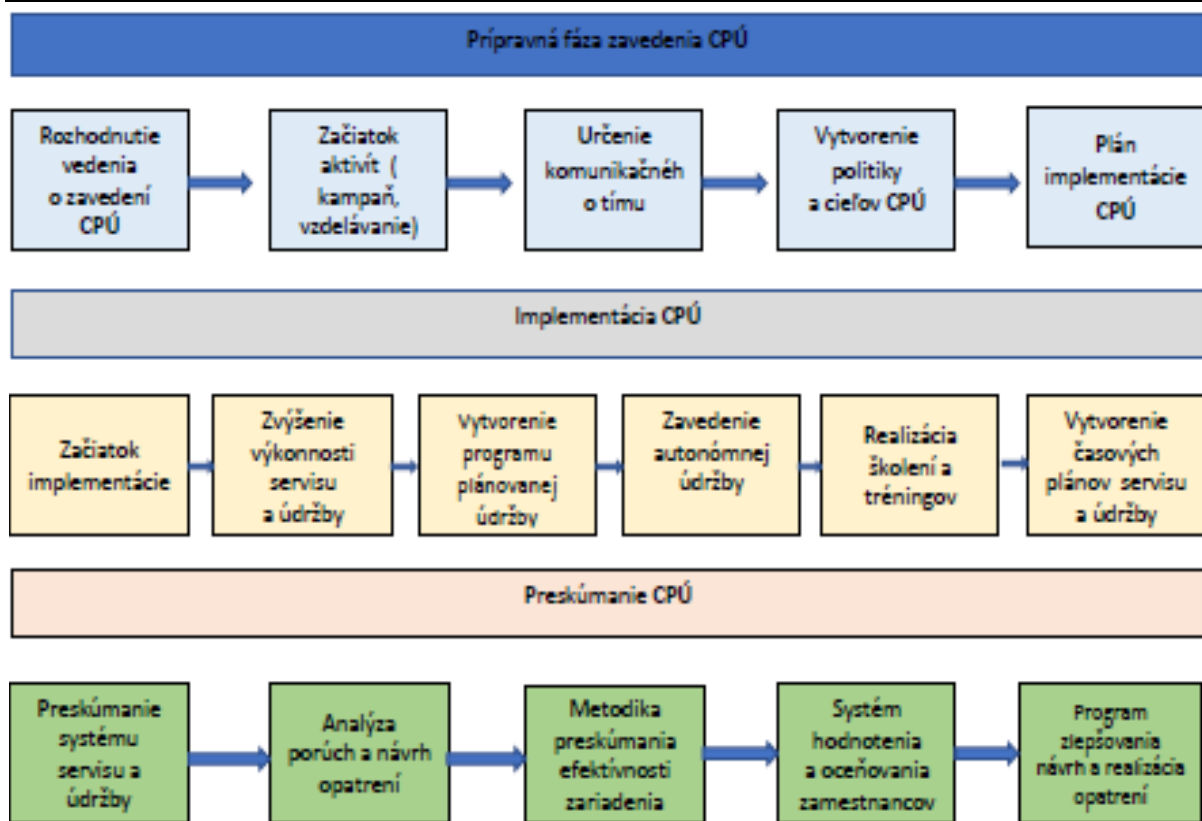 Prípravná fáza zavedenia CPÚ
Rozhodnutie
vedenia
o zavedení
CPÚ
Začiatok
aktivít (
kampaň,
vzdelávanie)
Určenie
komunikačnéh
o tímu
Vytvorenie
politiky
a cieľov CPÚ
Plán
implementácie
CPÚ
Implementácia CPÚ
Začiatok
implementácie
Zvýšenie
výkonnosti
servisu
a údržby
Vytvorenie
programu
plánovanej
údržby
Zavedenie
autonómnej
údržby
Realizácia
školení a
tréningov
Vytvorenie
časových
plánov servisu
a údržby
Preskúmanie CPÚ
Preskúmanie
systému
servisu a
údržby
Analýza
porúch a návrh
opatrení
Metodika
preskúmania
efektívnosti
zariadenia
Systém
hodnotenia
a oceňovania
zamestnancov
Program
zlepšovania
návrh a realizácia
opatrení